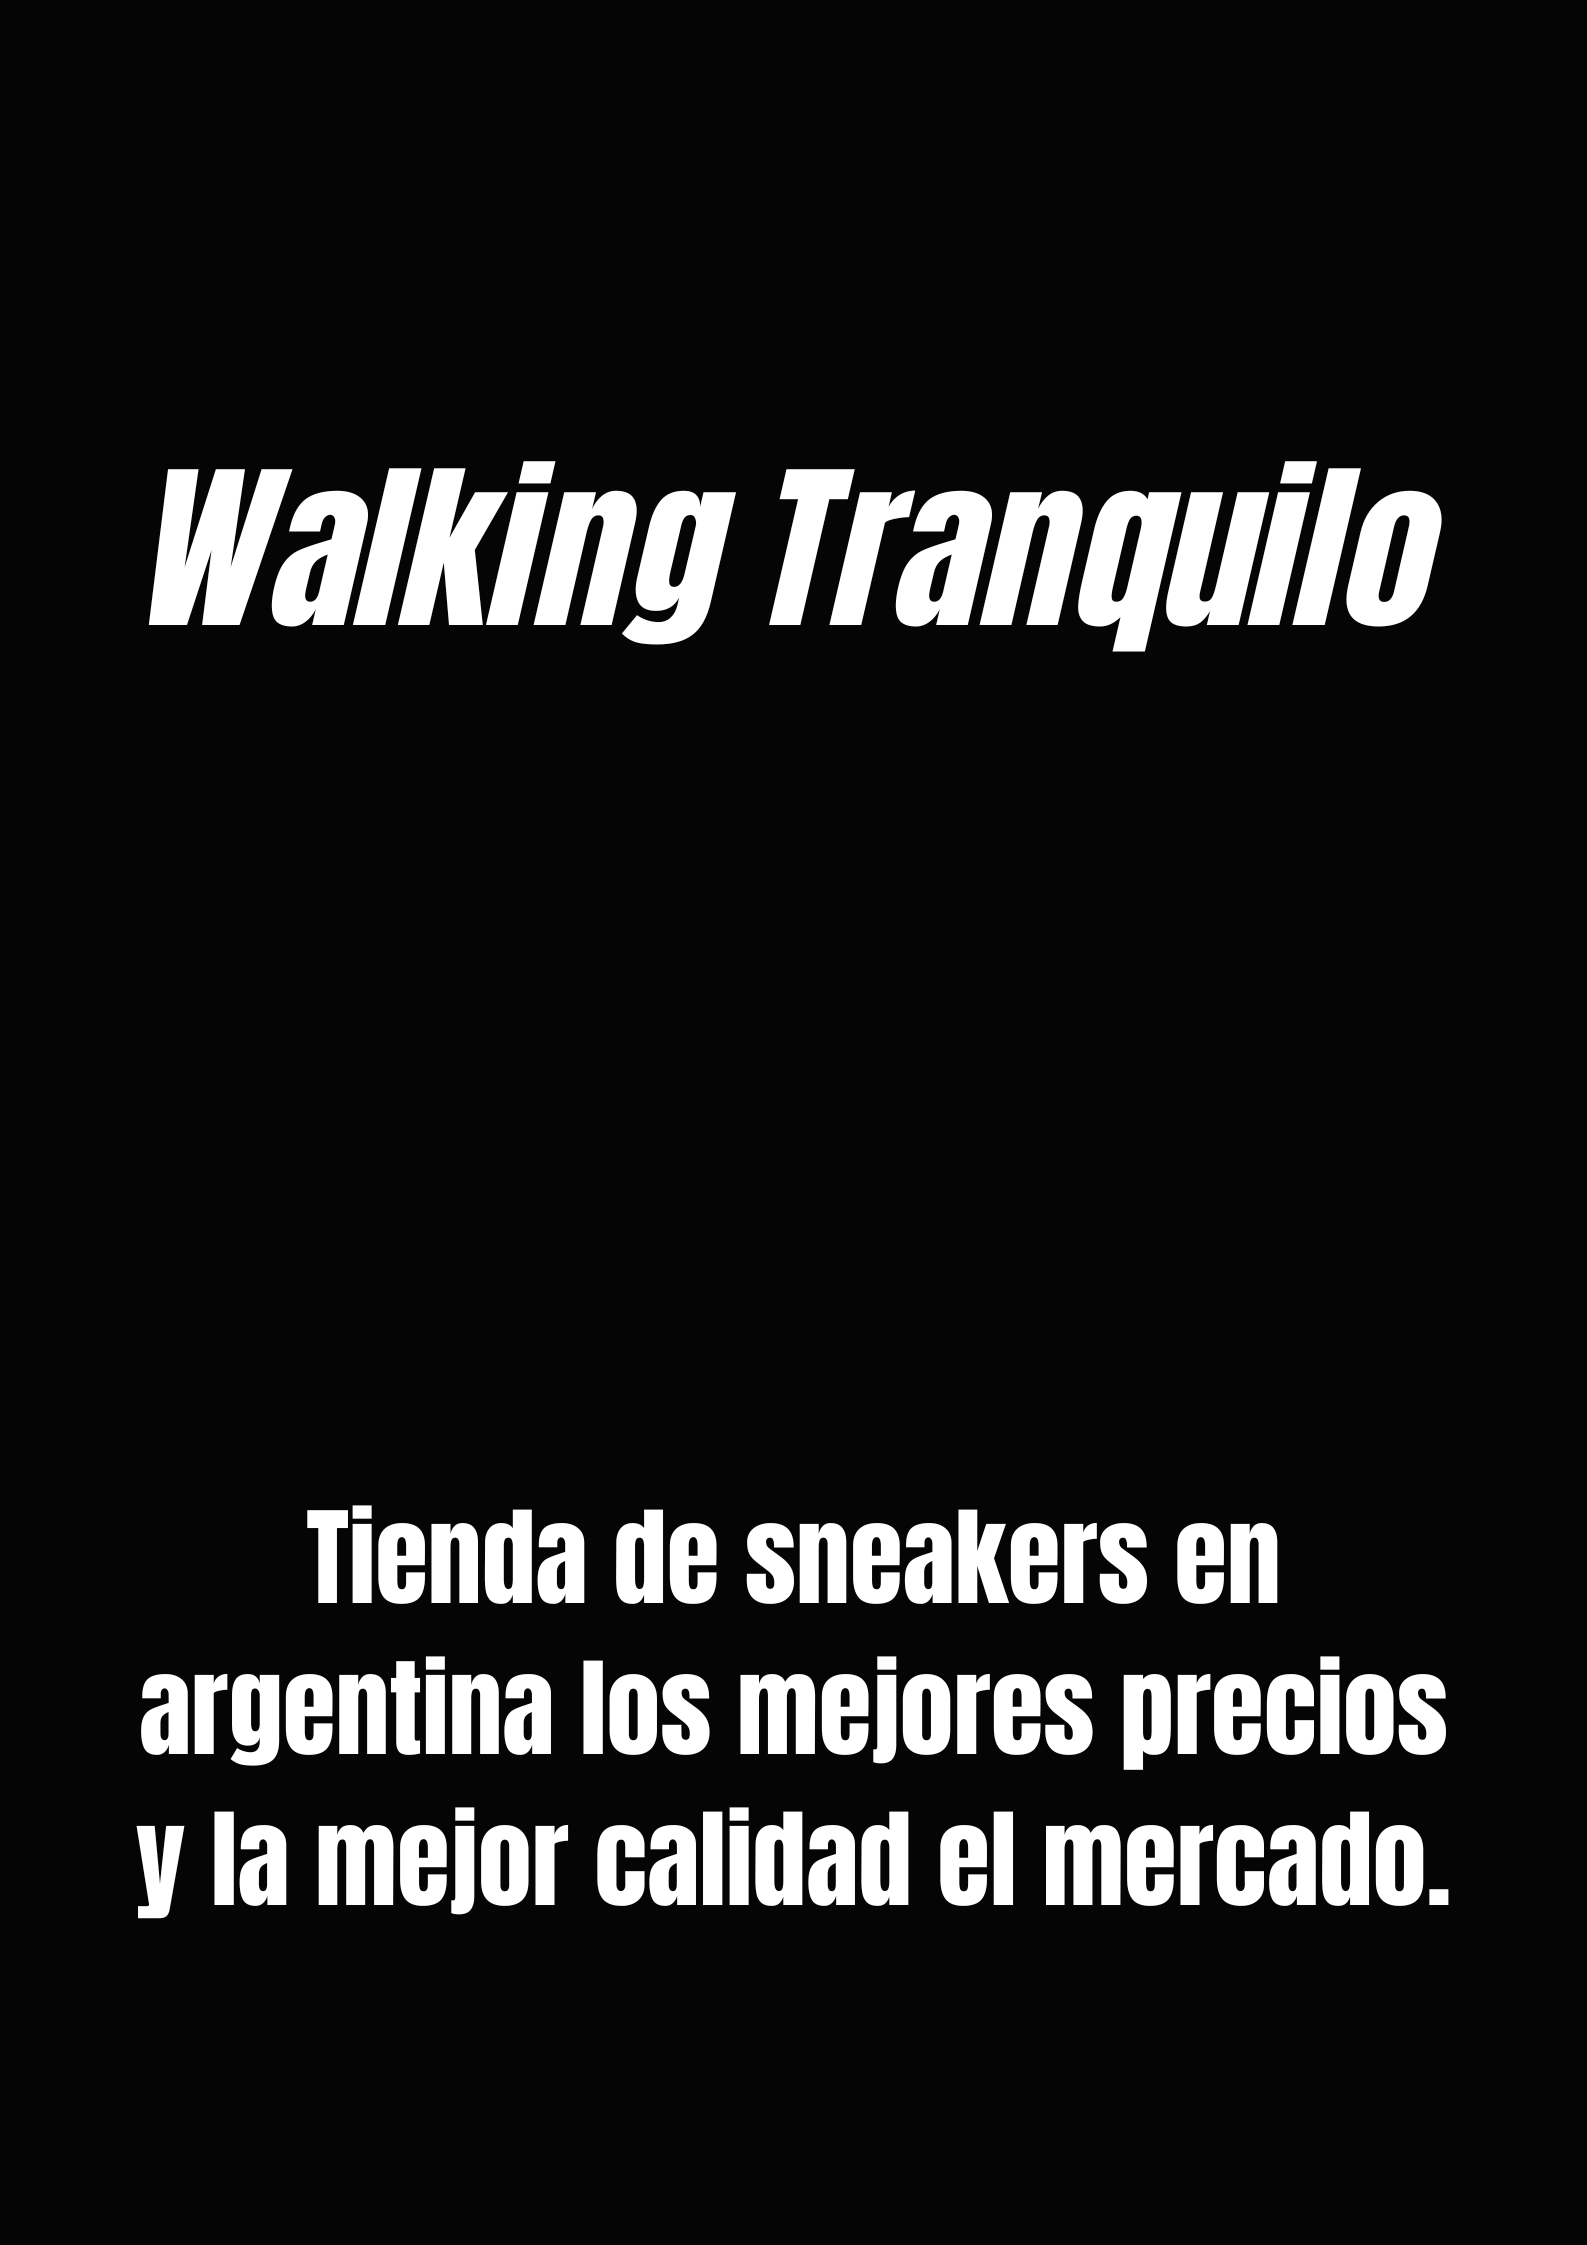 Walking Tranquilo
Tienda de sneakers en
argentina los mejores precios
y la mejor calidad el mercado.